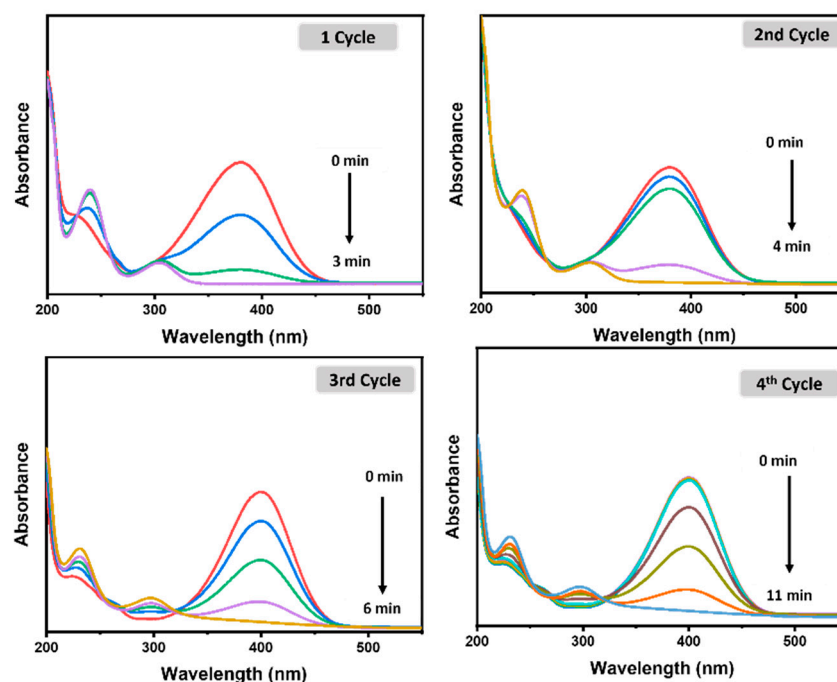 1 Cycle
Absorbance
0 min
3 min
200 300 400 500
Wavelength (nm)
2nd Cycle
Absorbance
0 min
4 min
200 300 400 500
Wavelength (nm)
3rd Cycle
Absorbance
0 min
6 min
200 300 400 500
Wavelength (nm)
4th Cycle
Absorbance
0 min
11 min
200 300 400 500
Wavelength (nm)